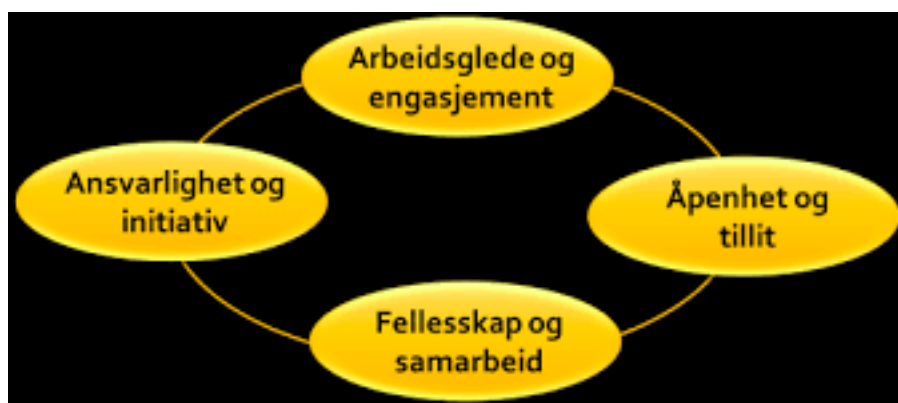 Arbeidsglede og
engasjement
Ansvarlighet og
initiativ
Åpenhet og
tillit
Fellesskap og
samarbeid